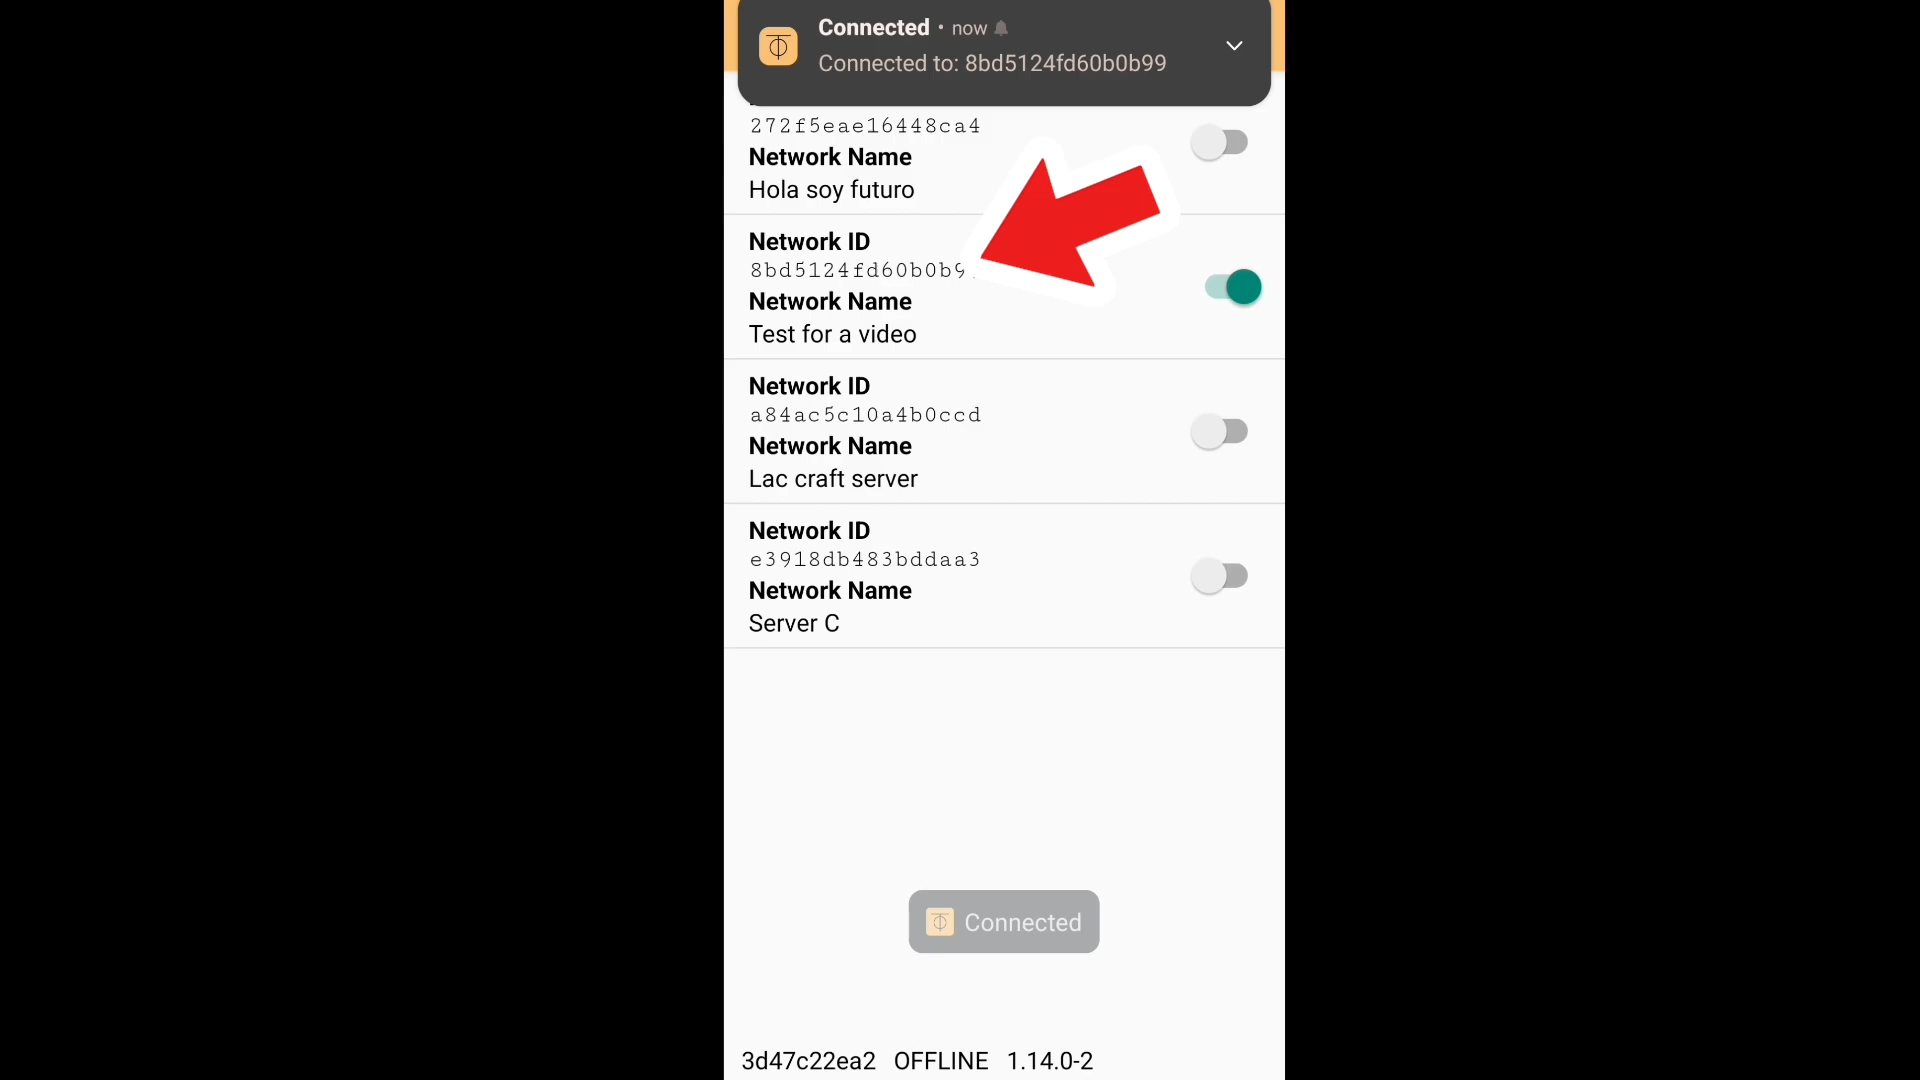 Connected • now
Connected to: 8bd5124fd60b0b99
272f5eae16448ca4
Network Name
Hola soy futuro
Network ID
8bd5124fd60b0b9
Network Name
Test for a video
Network ID
a84ac5c10a4b0ccd
Network Name
Lac craft server
Network ID
e3918db483bddaa3
Network Name
Server C
Connected
3d47c22ea2 OFFLINE 1.14.0-2